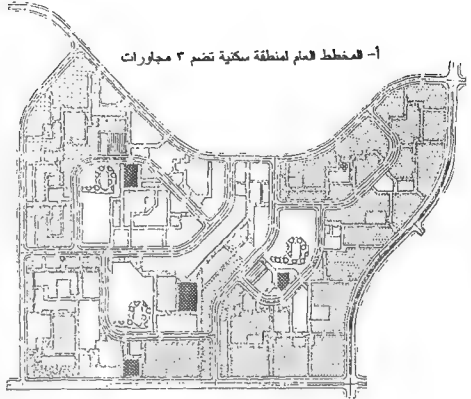 أ- المخطط العام لمنطقة سكنية تضم ٣ مجاورات